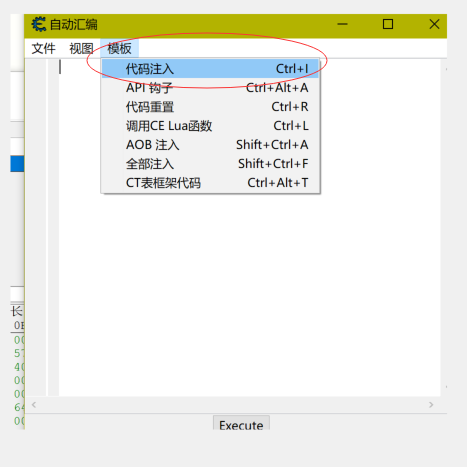 自动汇编
文件 视图 模板
代码注入 Ctrl+I
API 钩子 Ctrl+Alt+A
代码重置 Ctrl+R
调用CE Lua函数 Ctrl+L
AOB 注入 Shift+Ctrl+A
全部注入 Shift+Ctrl+F
CT表框架代码 Ctrl+Alt+T
长
00
57
40
00
00
64
00
Execute